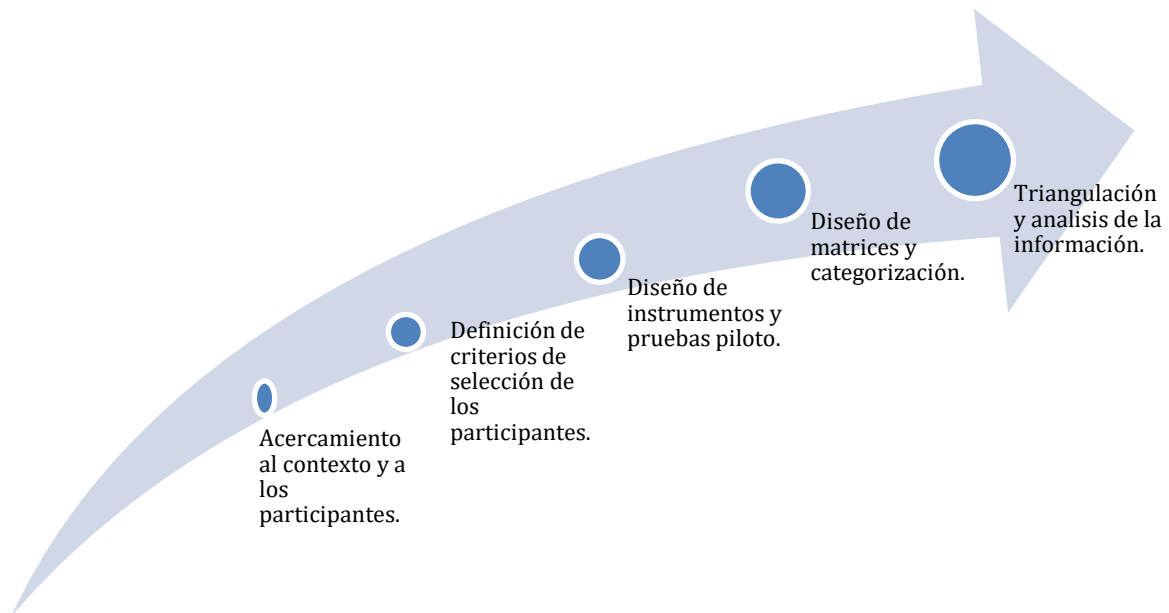 Acercamiento
al contexto y a
los
participantes.
Definición de
criterios de
selección de
los
participantes.
Diseño de
instrumentos y
pruebas piloto.
Diseño de
matrices y
categorización.
Triangulación
y analisis de la
información.